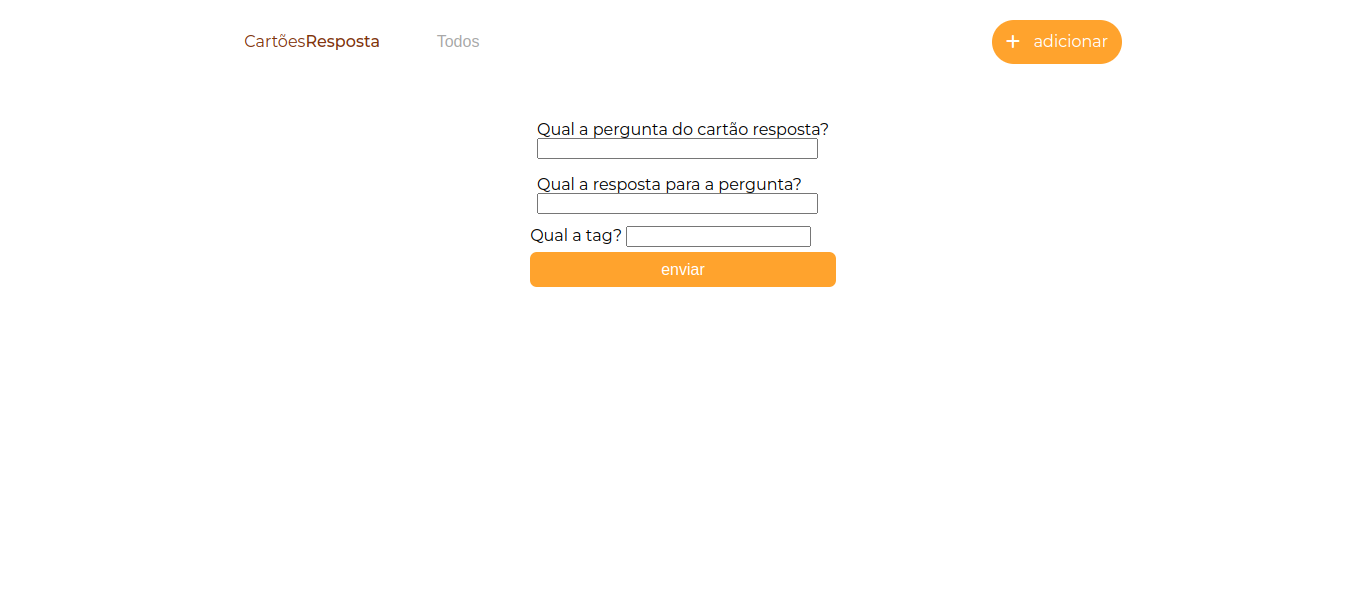 CartõesResposta Todos + adicionar
Qual a pergunta do cartão resposta?
Qual a resposta para a pergunta?
Qual a tag?
enviar